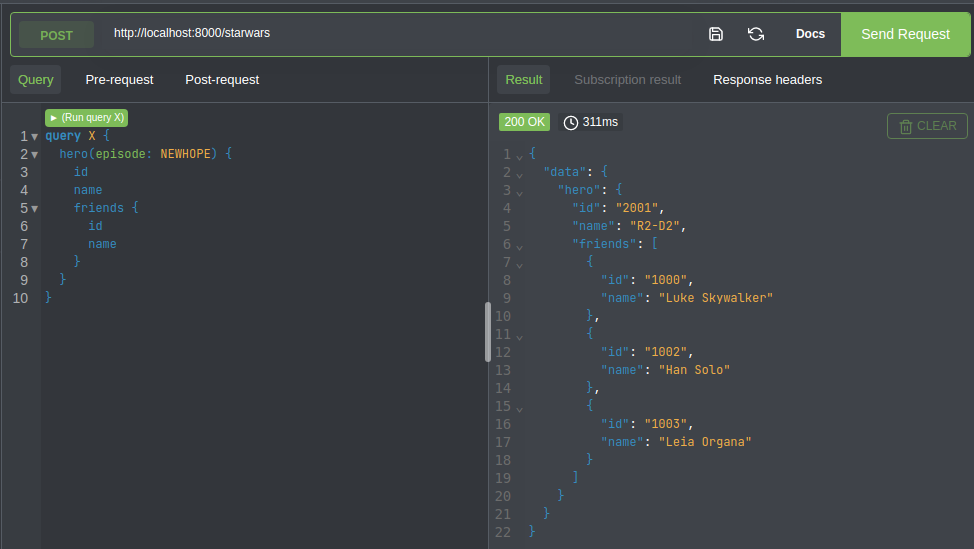 POST http://localhost:8000/starwars Docs Send Request
Query Pre-request Post-request
► (Run query X)
1 query X {
2 hero(episode: NEWHOPE) {
3 id
4 name
5 friends {
6 id
7 name
8 }
9 }
10 }
Result Subscription result Response headers
200 OK 311ms CLEAR
1 {
2 "data": {
3 "hero": {
4 "id": "2001",
5 "name": "R2-D2",
6 "friends": [
7 {
8 "id": "1000",
9 "name": "Luke Skywalker"
10 },
11 {
12 "id": "1002",
13 "name": "Han Solo"
14 },
15 {
16 "id": "1003",
17 "name": "Leia Organa"
18 }
19 ]
20 }
21 }
22 }